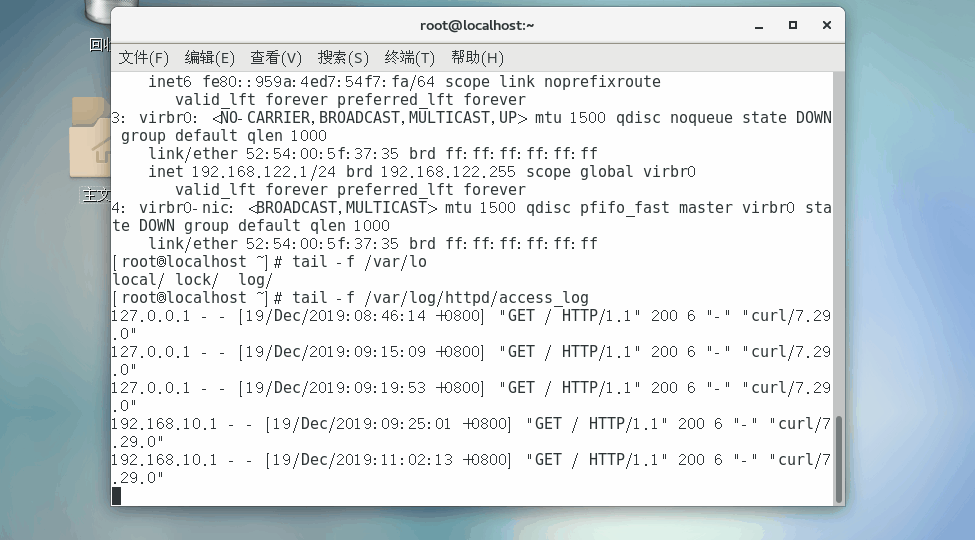 root@localhost:~
文件(F) 编辑(E) 查看(V) 搜索(S) 终端(T) 帮助(H)
回收
主文
inet6 fe80::959a:4ed7:54f7:fa/64 scope link noprefixroute
valid_lft forever preferred_lft forever
3: virbr0: <NO-CARRIER,BROADCAST,MULTICAST,UP> mtu 1500 qdisc noqueue state DOWN
group default qlen 1000
link/ether 52:54:00:5f:37:35 brd ff:ff:ff:ff:ff:ff
inet 192.168.122.1/24 brd 192.168.122.255 scope global virbr0
valid_lft forever preferred_lft forever
4: virbr0-nic: <BROADCAST,MULTICAST> mtu 1500 qdisc pfifo_fast master virbr0 sta
te DOWN group default qlen 1000
link/ether 52:54:00:5f:37:35 brd ff:ff:ff:ff:ff:ff
[root@localhost ~]# tail -f /var/lo
local/ lock/  log/
[root@localhost ~]# tail -f /var/log/httpd/access_log
127.0.0.1 - - [19/Dec/2019:08:46:14 +0800] "GET / HTTP/1.1" 200 6 "-" "curl/7.29
.0"
127.0.0.1 - - [19/Dec/2019:09:15:09 +0800] "GET / HTTP/1.1" 200 6 "-" "curl/7.29
.0"
127.0.0.1 - - [19/Dec/2019:09:19:53 +0800] "GET / HTTP/1.1" 200 6 "-" "curl/7.29
.0"
192.168.10.1 - - [19/Dec/2019:09:25:01 +0800] "GET / HTTP/1.1" 200 6 "-" "curl/7
.29.0"
192.168.10.1 - - [19/Dec/2019:11:02:13 +0800] "GET / HTTP/1.1" 200 6 "-" "curl/7
.29.0"